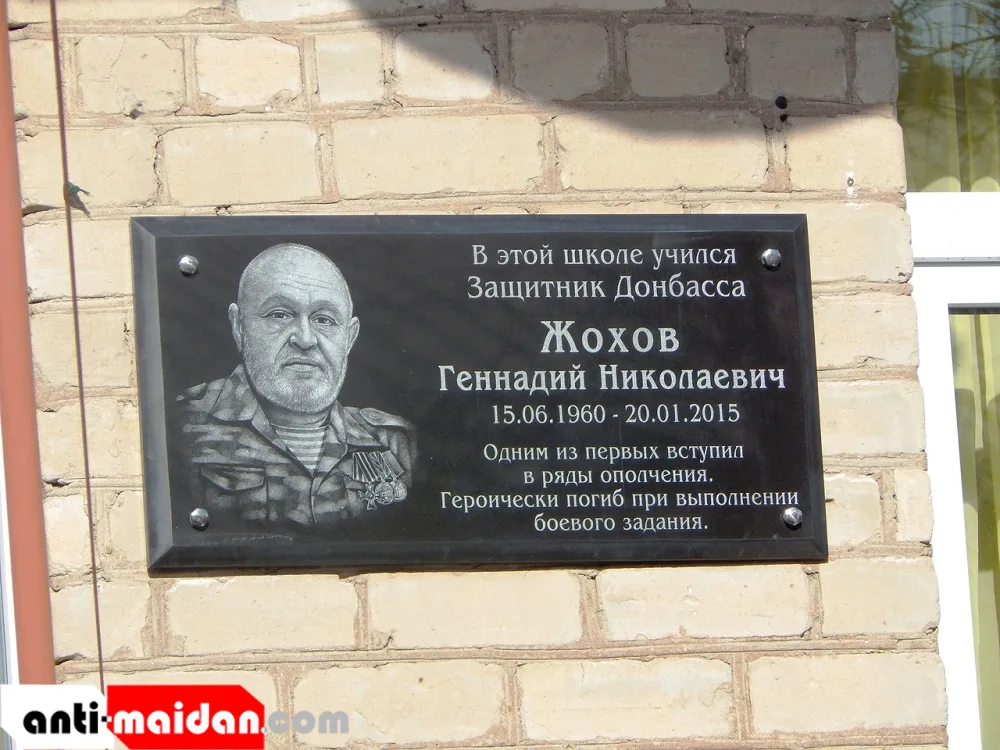 В этой школе учился
Защитник Донбасса
Жохов
Геннадий Николаевич
15.06.1960 - 20.01.2015
Одним из первых вступил
в ряды ополчения.
Героически погиб при выполнении
боевого задания.
anti-maidan.com